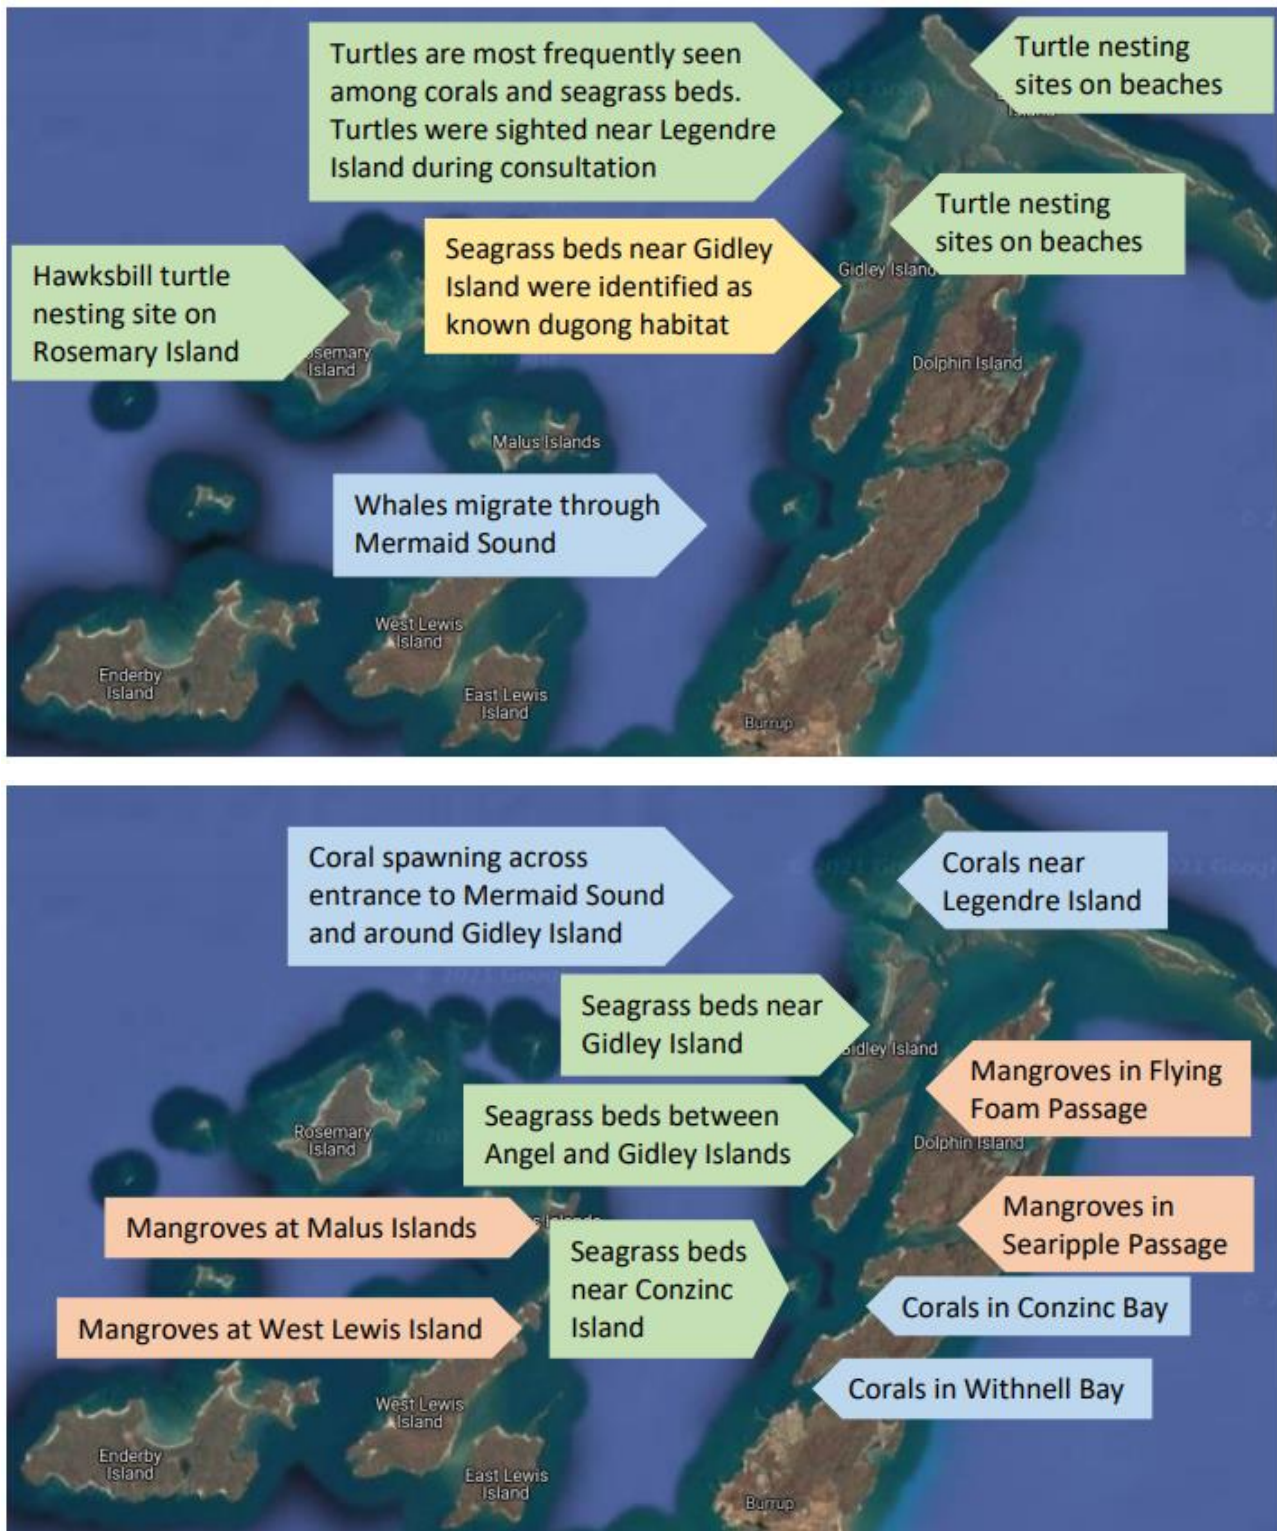 Turtles are most frequently seen
among corals and seagrass beds.
Turtles were sighted near Legendre
Island during consultation
Turtle nesting
sites on beaches
Turtle nesting
sites on beaches
Seagrass beds near Gidley
Island were identified as
known dugong habitat
Gidley Island
Hawksbill turtle
nesting site on
Rosemary Island
Island
Dolphin Island
Malus Islands
Whales migrate through
Mermaid Sound
West Lewis
Island
Enderby
Island
East Lewis
Island
Burrup
Coral spawning across
entrance to Mermaid Sound
and around Gidley Island
Corals near
Legendre Island
Seagrass beds near
Gidley Island
Island
Mangroves in Flying
Foam Passage
Seagrass beds between
Angel and Gidley Islands
Rosemary
Island
Dolphin Island
Mangroves at Malus Islands
Mangroves in
Searipple Passage
Seagrass beds
near Conzinc
Island
Corals in Conzinc Bay
Mangroves at West Lewis Island
Corals in Withnell Bay
West Lewis
Island
Enderby
Island
East Lewis
Island
Burrup